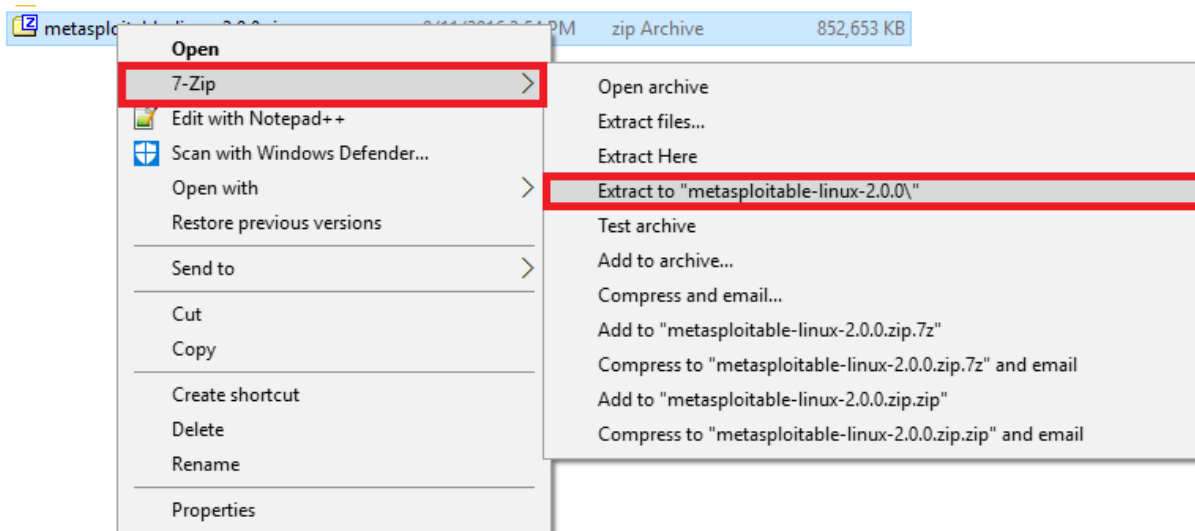 metasplo PM zip Archive 852,653 KB
Open
7-Zip
Edit with Notepad++
Scan with Windows Defender...
Open with
Restore previous versions
Send to
Cut
Copy
Create shortcut
Delete
Rename
Properties
Open archive
Extract files...
Extract Here
Extract to "metasploitable-linux-2.0.0\"
Test archive
Add to archive...
Compress and email...
Add to "metasploitable-linux-2.0.0.zip.7z"
Compress to "metasploitable-linux-2.0.0.zip.7z" and email
Add to "metasploitable-linux-2.0.0.zip.zip"
Compress to "metasploitable-linux-2.0.0.zip.zip" and email